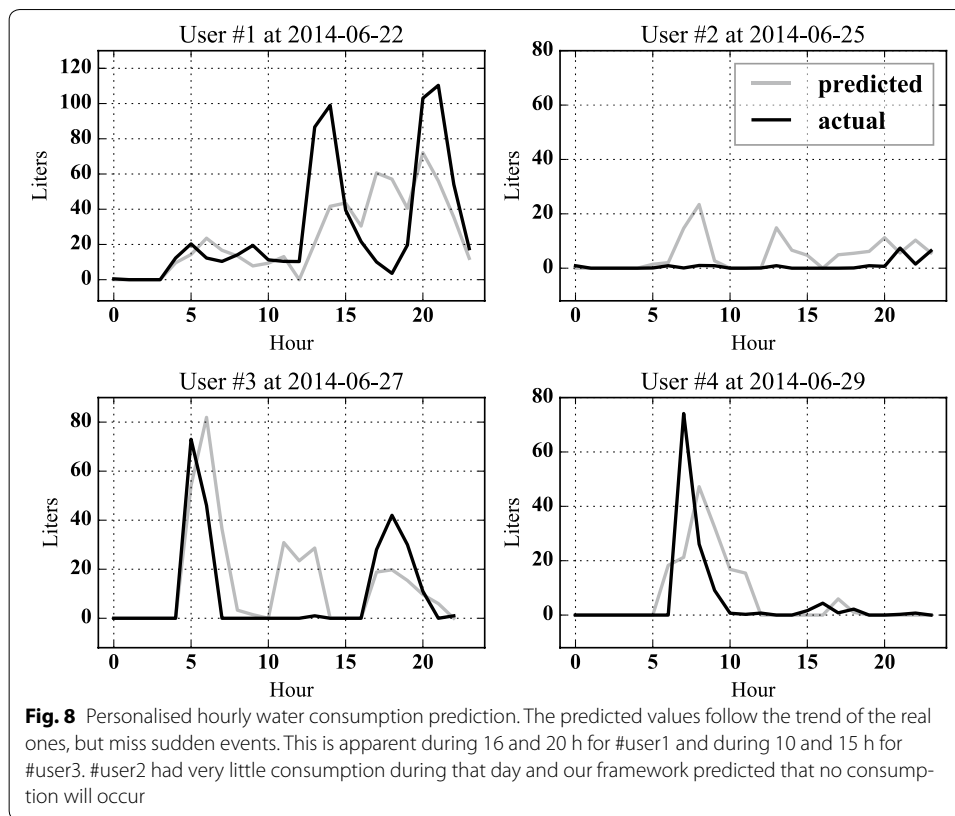 User #1 at 2014-06-22
120
100
80
60
40
20
0
Liters
0 5 10 15 20
Hour
User #2 at 2014-06-25
80
60
40
20
0
Liters
predicted
actual
0 5 10 15 20
Hour
User #3 at 2014-06-27
80
60
40
20
0
Liters
0 5 10 15 20
Hour
User #4 at 2014-06-29
80
60
40
20
0
Liters
0 5 10 15 20
Hour
Fig. 8 Personalised hourly water consumption prediction. The predicted values follow the trend of the real
ones, but miss sudden events. This is apparent during 16 and 20 h for #user1 and during 10 and 15 h for
#user3. #user2 had very little consumption during that day and our framework predicted that no consump-
tion will occur